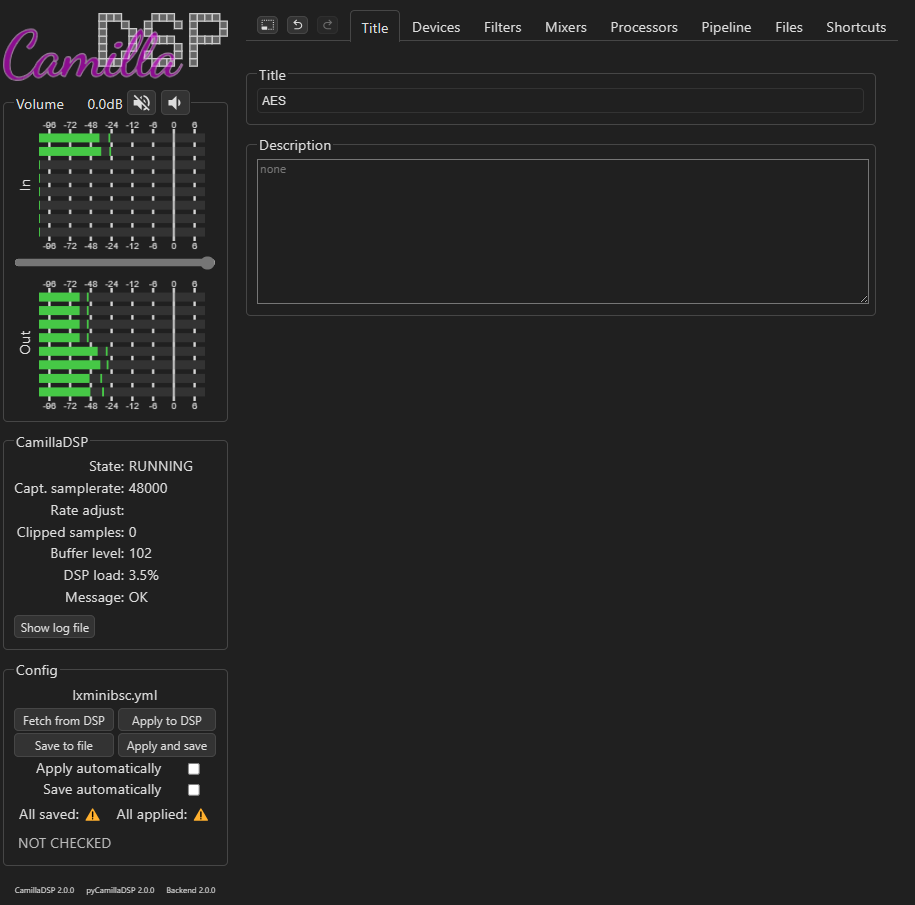 Camilla DSP
Title Devices Filters Mixers Processors Pipeline Files Shortcuts
Volume 0.0dB
-96 -72 -48 -24 -12 -6 0 6
In
-96 -72 -48 -24 -12 -6 0 6
-96 -72 -48 -24 -12 -6 0 6
Out
-96 -72 -48 -24 -12 -6 0 6
CamillaDSP
State: RUNNING
Capt. samplerate: 48000
Rate adjust:
Clipped samples: 0
Buffer level: 102
DSP load: 3.5%
Message: OK
Show log file
Config
lxminibsc.yml
Fetch from DSP Apply to DSP
Save to file Apply and save
Apply automatically
Save automatically
All saved: All applied:
NOT CHECKED
CamillaDSP 2.0.0 pyCamillaDSP 2.0.0 Backend 2.0.0
Title
AES
Description
none